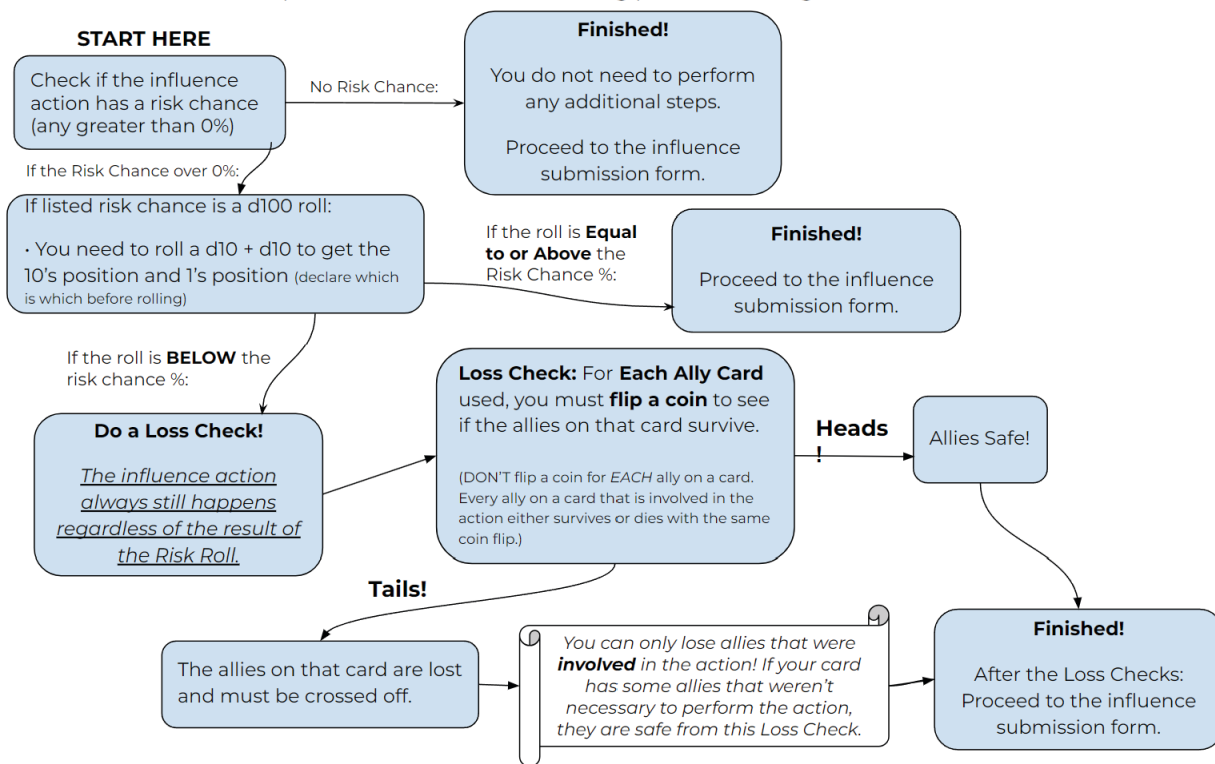 START HERE
Check if the influence
action has a risk chance
(any greater than 0%)
No Risk Chance:
Finished!
You do not need to perform
any additional steps.
Proceed to the influence
submission form.
If the Risk Chance over 0%:
If listed risk chance is a d100 roll:
• You need to roll a d10 + d10 to get the
10's position and 1's position (declare which
is which before rolling)
If the roll is Equal
to or Above the
Risk Chance %:
Finished!
Proceed to the influence
submission form.
If the roll is BELOW the
risk chance %:
Do a Loss Check!
The influence action
always still happens
regardless of the result of
the Risk Roll.
Loss Check: For Each Ally Card
used, you must flip a coin to see
if the allies on that card survive.
(DON'T flip a coin for EACH ally on a card.
Every ally on a card that is involved in the
action either survives or dies with the same
coin flip.)
Heads
!
Allies Safe!
Tails!
The allies on that card are lost
and must be crossed off.
You can only lose allies that were
involved in the action! If your card
has some allies that weren't
necessary to perform the action,
they are safe from this Loss Check.
Finished!
After the Loss Checks:
Proceed to the influence
submission form.